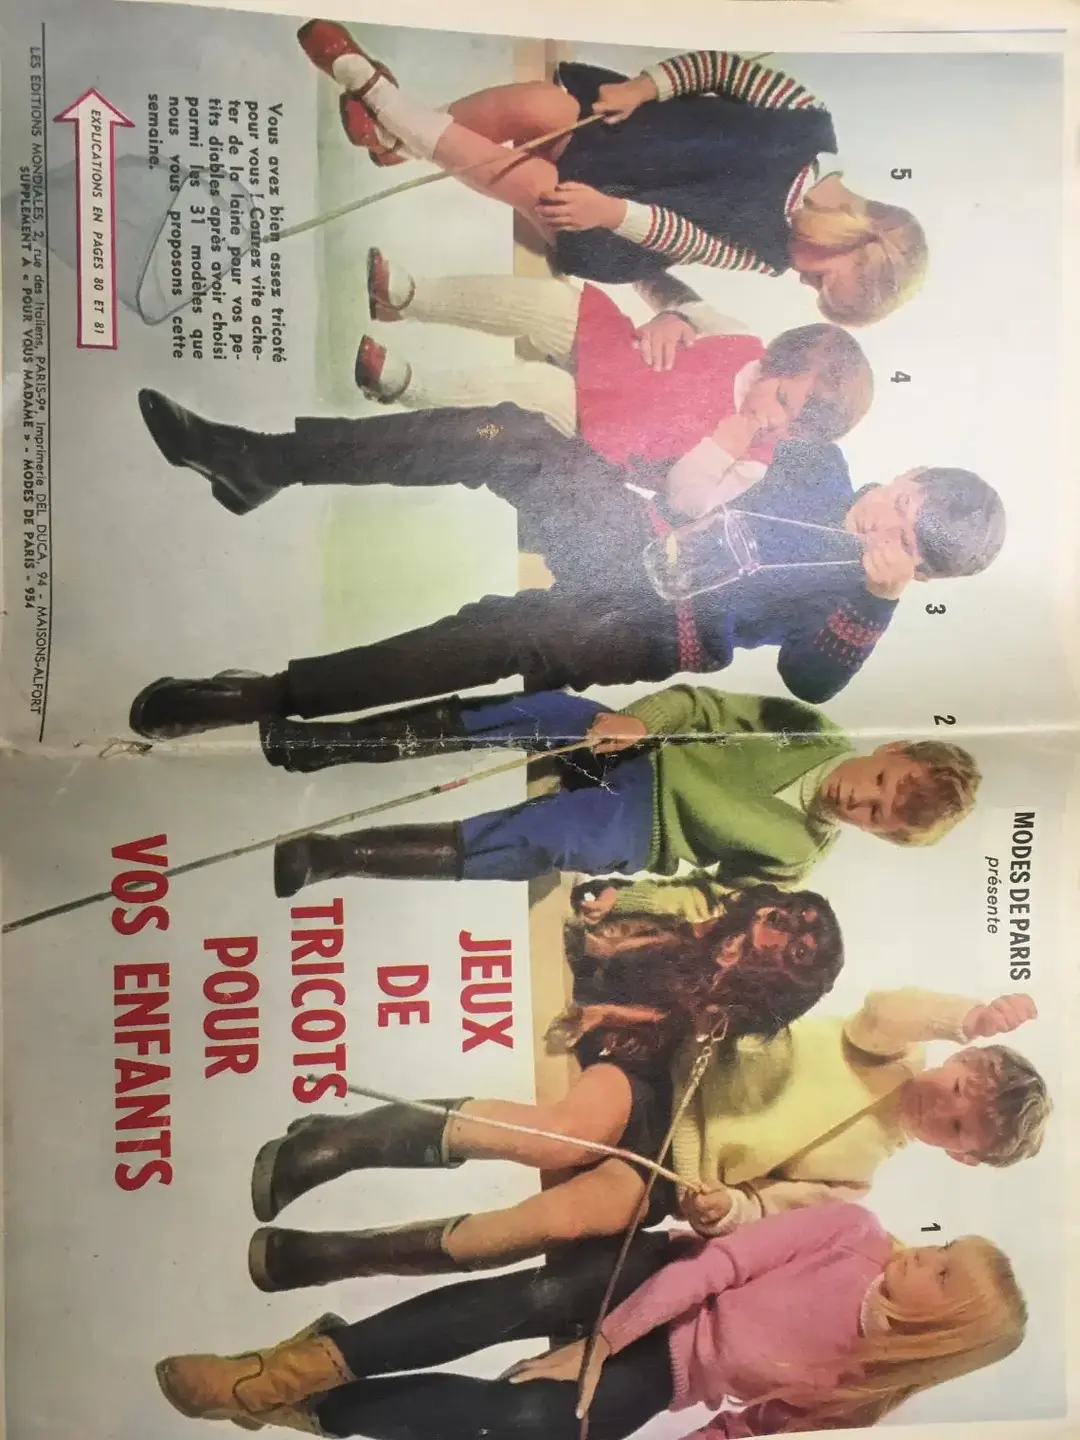 Vous avez bien assez tricoté
pour vous ! Courez vite ache-
ter de la laine pour vos pe-
tits diables après avoir choisi
parmi les 31 modèles que
nous vous proposons cette
semaine.
EXPLICATIONS EN PAGES 80 ET 81
LES EDITIONS MONDIALES, 2, rue des Italiens, PARIS-9e, Imprimerie DEL DUCA, 94 - MAISONS-ALFORT
SUPPLEMENT A « POUR VOUS MADAME » - MODES DE PARIS - 954
5
4
3
2
MODES DE PARIS
présente
JEUX
DE
TRICOTS
POUR
VOS ENFANTS
1